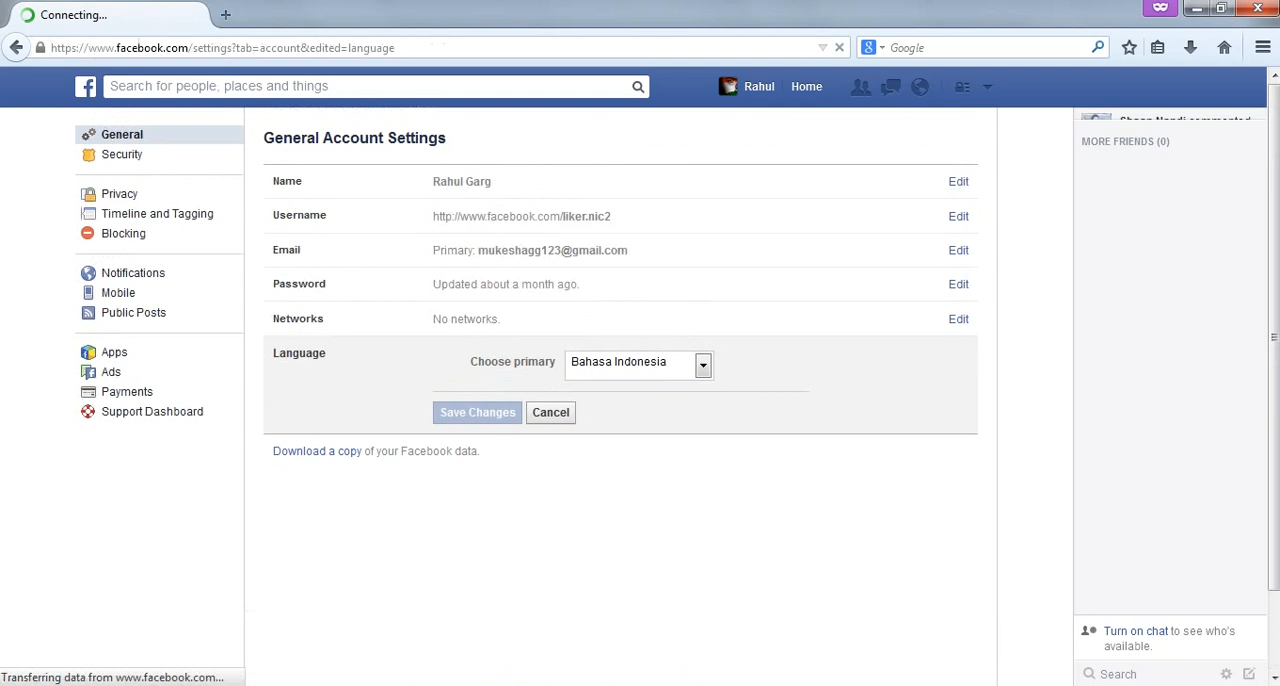 Connecting...
https://www.facebook.com/settings?tab=account&edited=language
Google
Search for people, places and things
Rahul
Home
General
Security
Privacy
Timeline and Tagging
Blocking
Notifications
Mobile
Public Posts
Apps
Ads
Payments
Support Dashboard
General Account Settings
Name Rahul Garg Edit
Username http://www.facebook.com/liker.nic2 Edit
Email Primary: mukeshagg123@gmail.com Edit
Password Updated about a month ago. Edit
Networks No networks. Edit
Language Choose primary Bahasa Indonesia
Save Changes Cancel
Download a copy of your Facebook data.
commented
MORE FRIENDS (0)
Turn on chat to see who's
available.
Search
Transferring data from www.facebook.com...